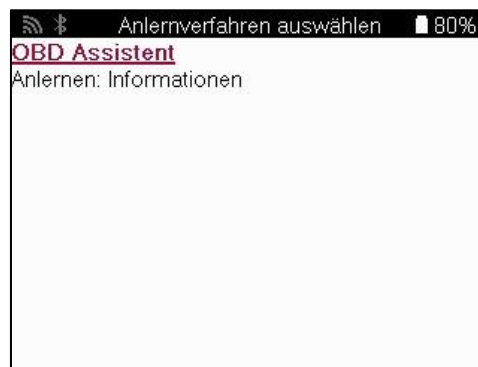 Anlernverfahren auswählen 80%
OBD Assistent
Anlernen: Informationen